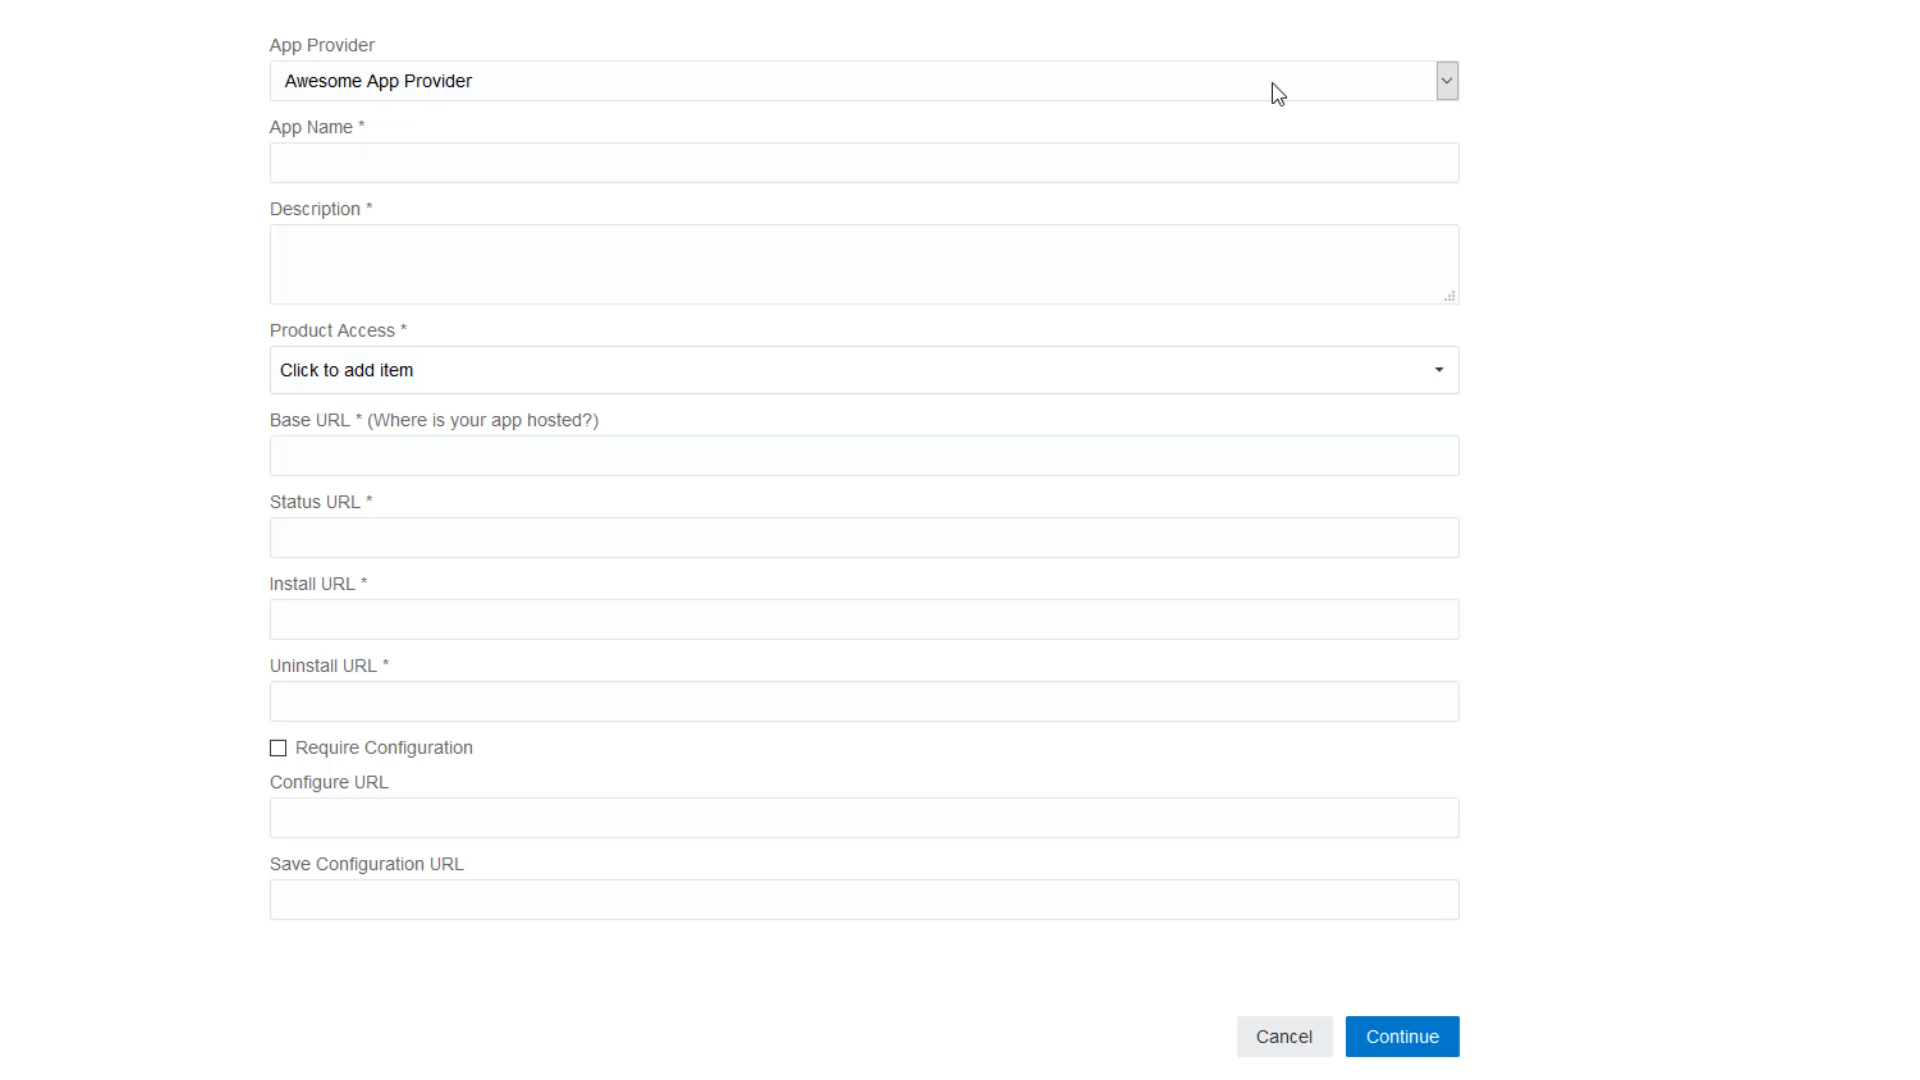 App Provider
Awesome App Provider
App Name *
Description *
Product Access *
Click to add item
Base URL * (Where is your app hosted?)
Status URL *
Install URL *
Uninstall URL *
Require Configuration
Configure URL
Save Configuration URL
Cancel Continue